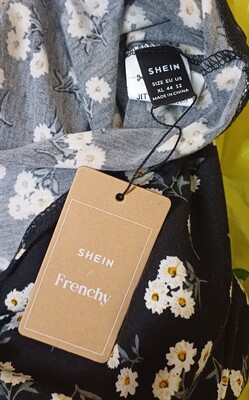 SHEIN
SIZE EU US
XL 44 12
MADE IN CHINA
SHEIN
/
Frenchy